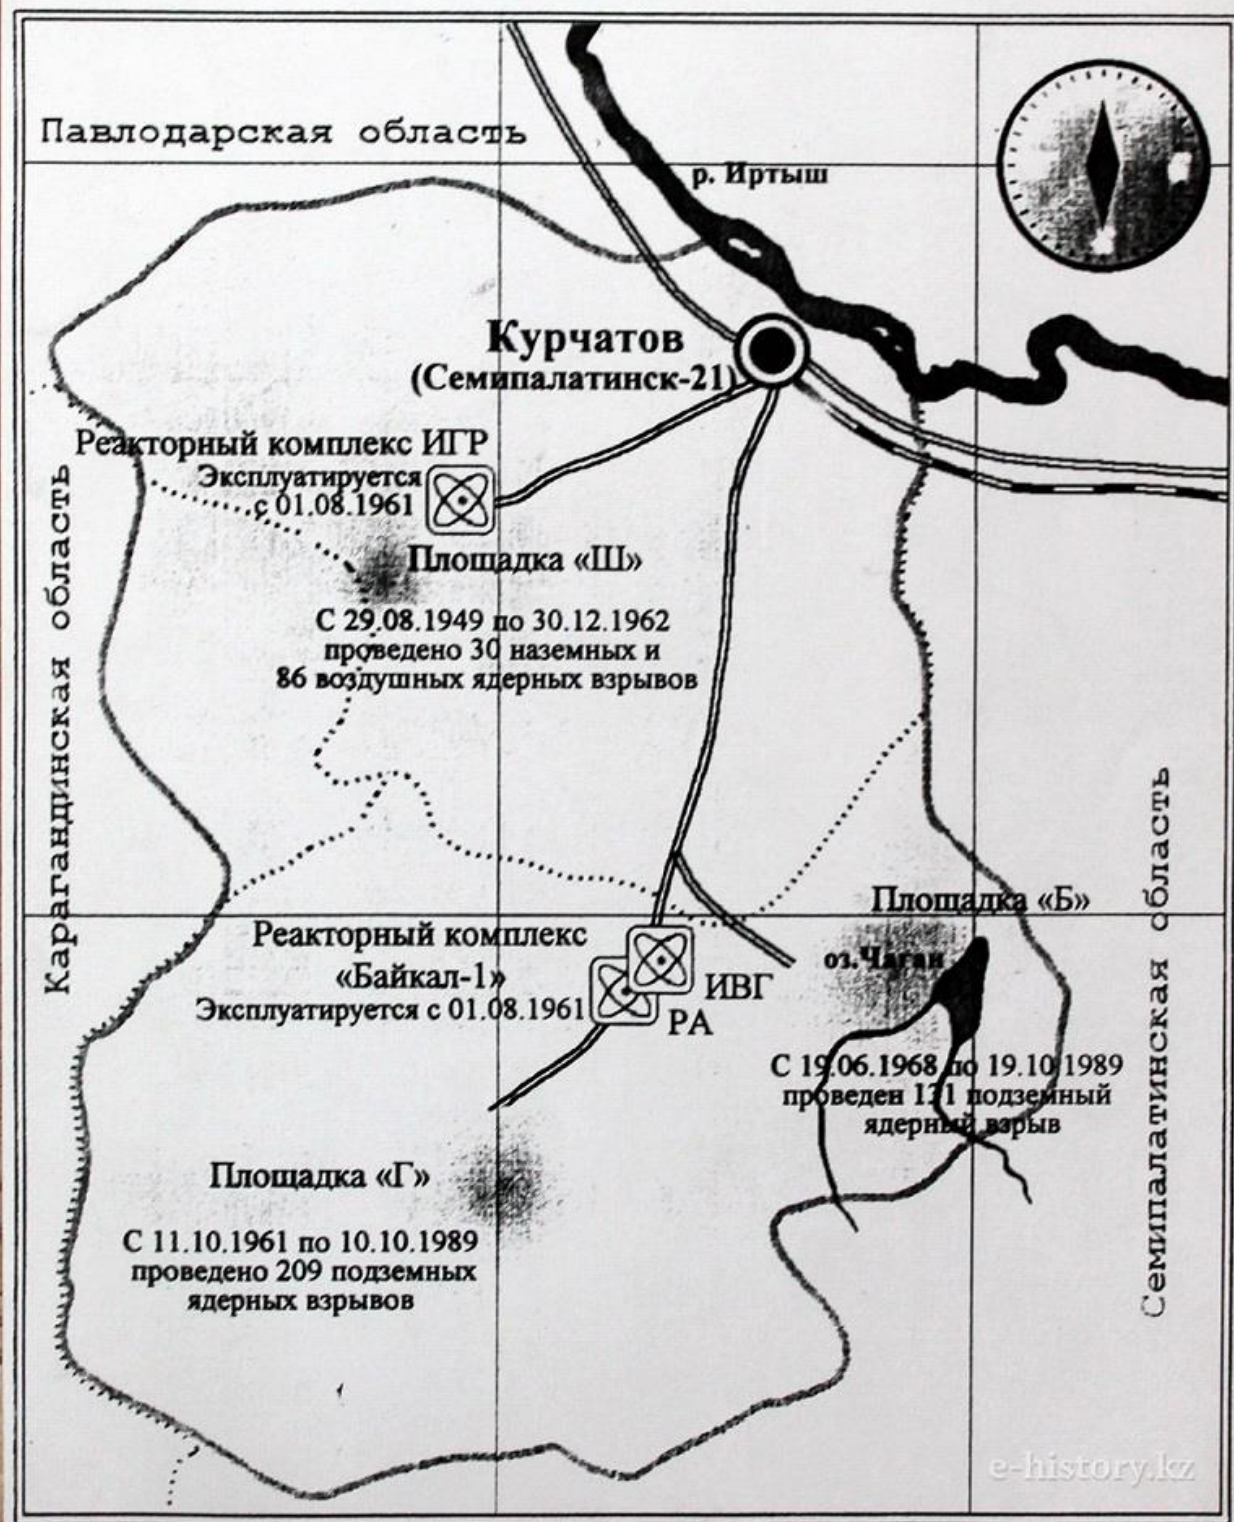 Павлодарская область
р. Иртыш
Курчатов
(Семипалатинск-21)
Реакторный комплекс ИГР
Эксплуатируется
с 01.08.1961
Площадка «Ш»
С 29.08.1949 по 30.12.1962
проведено 30 наземных и
86 воздушных ядерных взрывов
Карагандинская область
Площадка «Б»
оз.Чаган
Реакторный комплекс
«Байкал-1»
Эксплуатируется с 01.08.1961
ИВГ
РА
С 19.06.1968 по 19.10.1989
проведен 131 подземный
ядерный взрыв
Семипалатинская область
Площадка «Г»
С 11.10.1961 по 10.10.1989
проведено 209 подземных
ядерных взрывов
e-history.kz